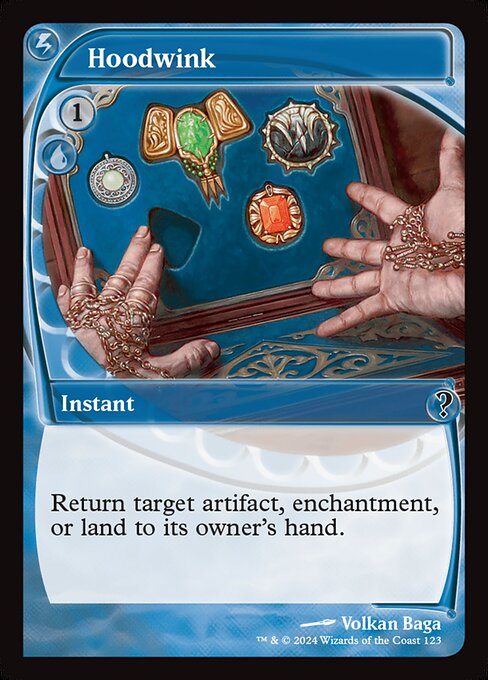 Hoodwink
1
Instant
?
Return target artifact, enchantment,
or land to its owner's hand.
Volkan Baga
™ & © 2024 Wizards of the Coast 123